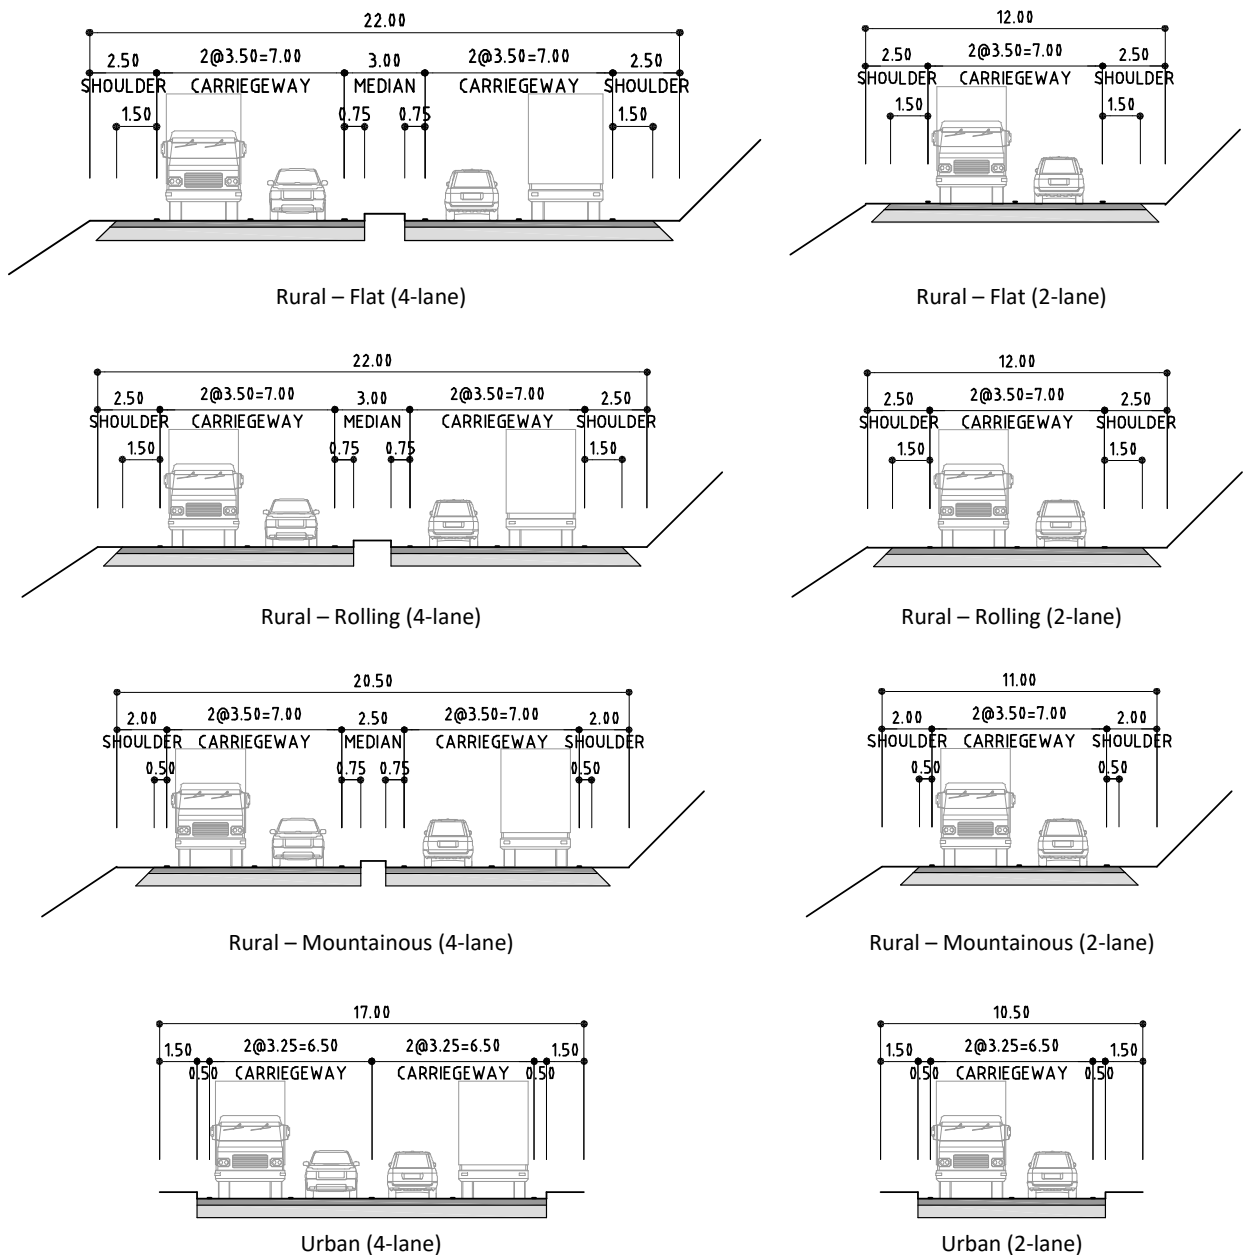 22.00
2.50 2@3.50=7.00 3.00 2@3.50=7.00 2.50
SHOULDER CARRIEGEWAY MEDIAN CARRIEGEWAY SHOULDER
1.50 0.75 0.75 1.50
Rural – Flat (4-lane)
12.00
2.50 2@3.50=7.00 2.50
SHOULDER CARRIEGEWAY SHOULDER
1.50 1.50
Rural – Flat (2-lane)
22.00
2.50 2@3.50=7.00 3.00 2@3.50=7.00 2.50
SHOULDER CARRIEGEWAY MEDIAN CARRIEGEWAY SHOULDER
1.50 0.75 0.75 1.50
Rural – Rolling (4-lane)
12.00
2.50 2@3.50=7.00 2.50
SHOULDER CARRIEGEWAY SHOULDER
1.50 1.50
Rural – Rolling (2-lane)
20.50
2.00 2@3.50=7.00 2.50 2@3.50=7.00 2.00
SHOULDER CARRIEGEWAY MEDIAN CARRIEGEWAY SHOULDER
0.50 0.75 0.75 0.50
Rural – Mountainous (4-lane)
11.00
2.00 2@3.50=7.00 2.00
SHOULDER CARRIEGEWAY SHOULDER
0.50 0.50
Rural – Mountainous (2-lane)
17.00
1.50 2@3.25=6.50 2@3.25=6.50 1.50
0.50 CARRIEGEWAY CARRIEGEWAY 0.50
Urban (4-lane)
10.50
1.50 2@3.25=6.50 1.50
0.50 CARRIEGEWAY 0.50
Urban (2-lane)